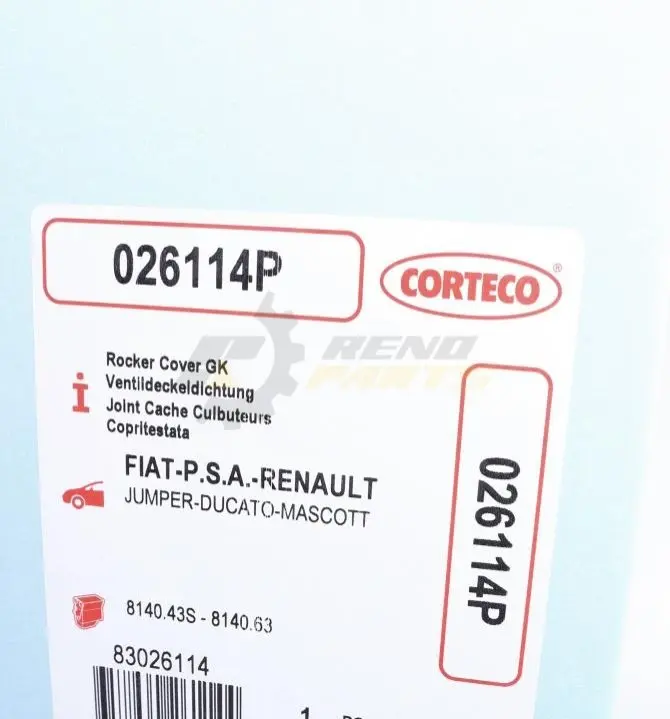 026114P
CORTECO®
RENO
PARTS
Rocker Cover GK
Ventildeckeldichtung
Joint Cache Culbuteurs
Copritestata
FIAT-P.S.A.-RENAULT
JUMPER-DUCATO-MASCOTT
026114P
8140.43S - 8140.63
83026114
1